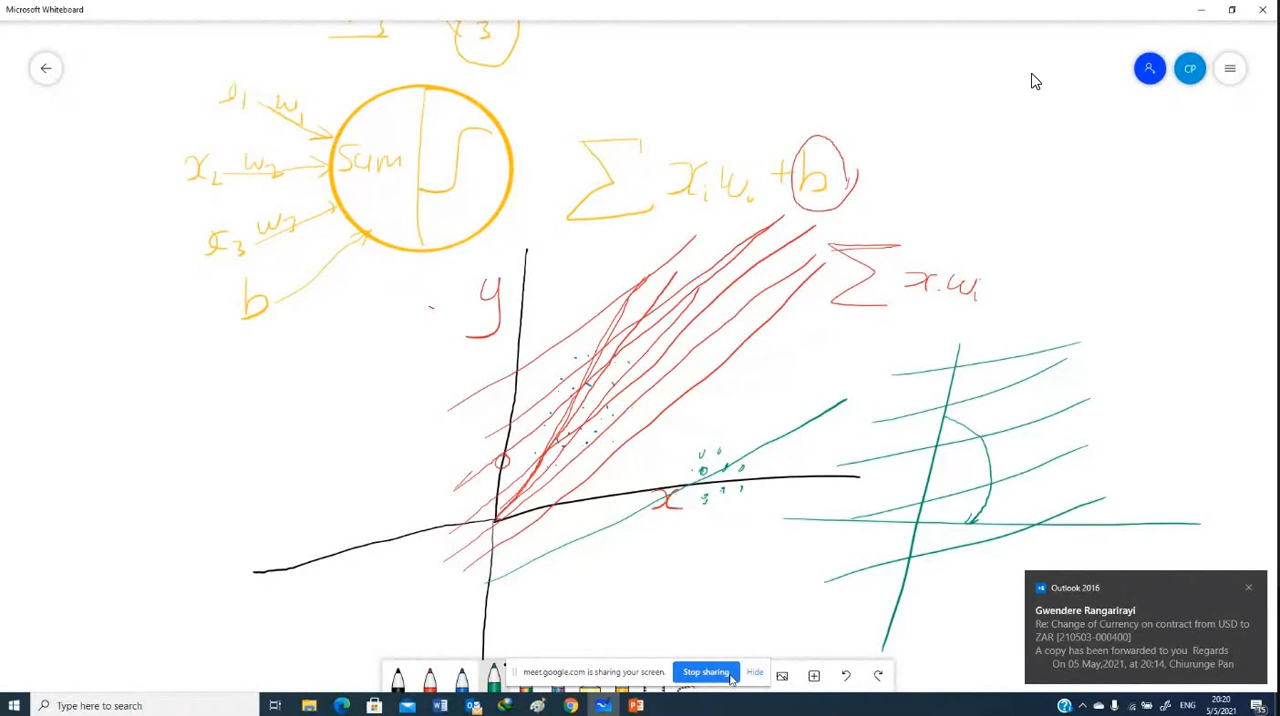 Microsoft Whiteboard
3
CP
x1 w1
x2 w2
x3 w3
b
Sum
∑ xi wi + b
∑ xi wi
y
x
Outlook 2016
Gwendere Rangarirayi
Re: Change of Currency on contract from USD to
ZAR [210503-000400]
A copy has been forwarded to you Regards
On 05 May,2021, at 20:14, Chiurunge Pan
meet.google.com is sharing your screen.
Stop sharing
Hide
Type here to search
ENG
20:20
5/5/2021